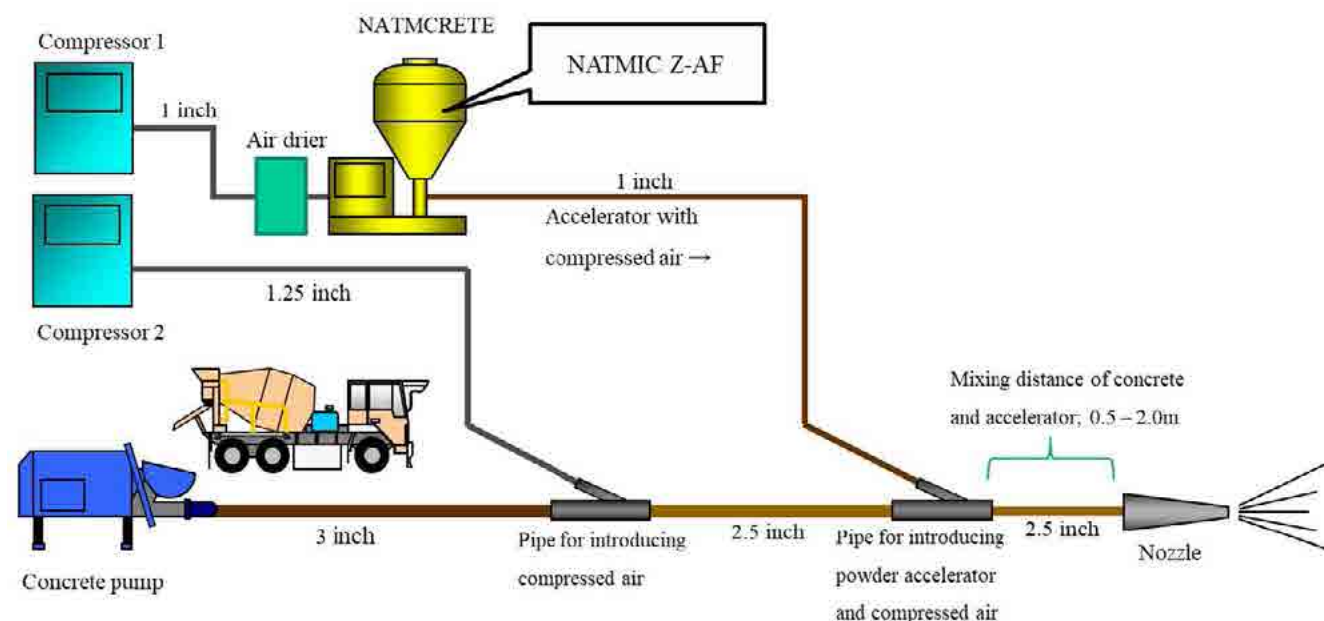 NATMCRETE
Compressor 1
NATMIC Z-AF
1 inch
Air drier
1 inch
Accelerator with
compressed air →
1.25 inch
Compressor 2
Mixing distance of concrete
and accelerator; 0.5 – 2.0m
3 inch
Pipe for introducing
compressed air
2.5 inch
Pipe for introducing
powder accelerator
and compressed air
2.5 inch
Nozzle
Concrete pump